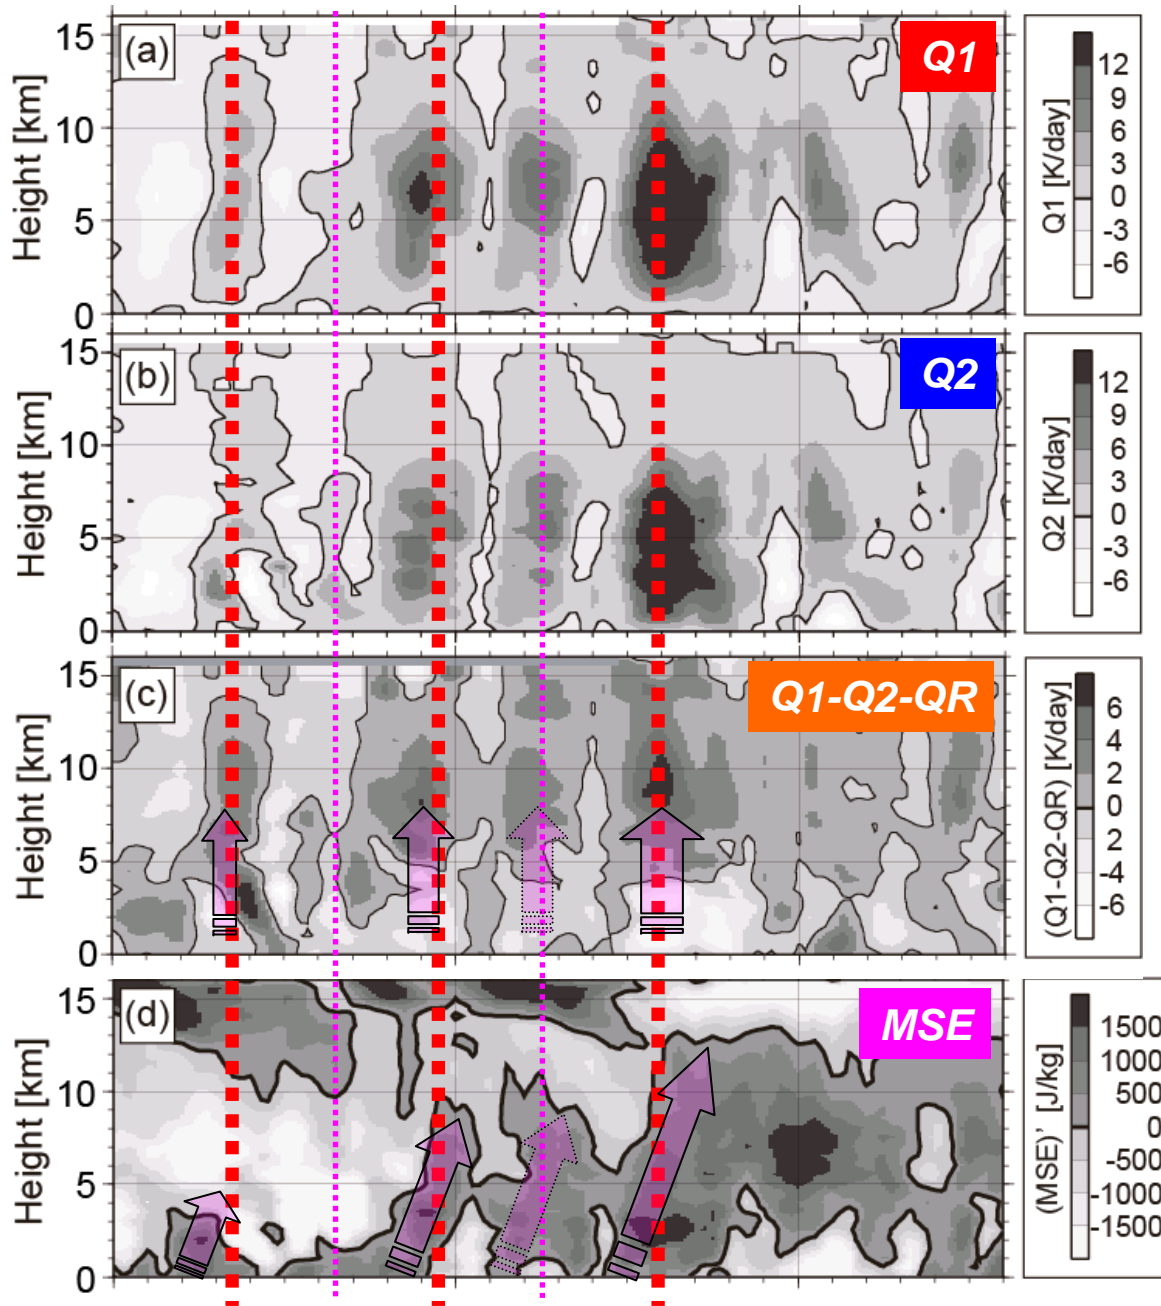 (a)
Q1
Height [km]
15
10
5
0
Q1 [K/day]
12
9
6
3
0
-3
-6
(b)
Q2
Height [km]
15
10
5
0
Q2 [K/day]
12
9
6
3
0
-3
-6
(c)
Q1-Q2-QR
Height [km]
15
10
5
0
(Q1-Q2-QR) [K/day]
6
4
2
0
2
-4
-6
(d)
MSE
Height [km]
15
10
5
0
(MSE)' [J/kg]
1500
1000
500
0
-500
-1000
-1500